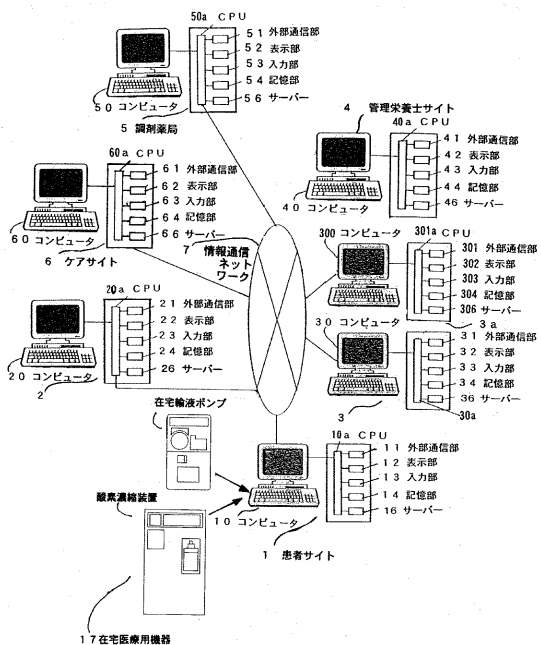 50a CPU
51 外部通信部
52 表示部
53 入力部
54 記憶部
56 サーバー
50 コンピュータ
5 調剤薬局
4 管理栄養士サイト
40a CPU
41 外部通信部
42 表示部
43 入力部
44 記憶部
46 サーバー
40 コンピュータ
60a CPU
61 外部通信部
62 表示部
63 入力部
64 記憶部
66 サーバー
60 コンピュータ
6 ケアサイト
7 情報通信
ネット
ワーク
300
コンピュータ
301a CPU
301 外部通信部
302 表示部
303 入力部
304 記憶部
306 サーバー
3a
20a CPU
21 外部通信部
22 表示部
23 入力部
24 記憶部
26 サーバー
20 コンピュータ
2
30
コンピュータ
31 外部通信部
32 表示部
33 入力部
34 記憶部
36 サーバー
30a
3
在宅輸液ポンプ
10a CPU
11 外部通信部
12 表示部
13 入力部
14 記憶部
16 サーバー
10 コンピュータ
1 患者サイト
酸素濃縮装置
17在宅医療用機器